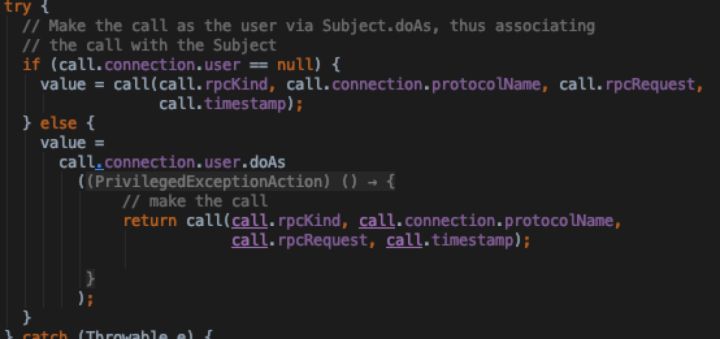 try {
// Make the call as the user via Subject.doAs, thus associating
// the call with the Subject
if (call.connection.user == null) {
value = call(call.rpcKind, call.connection.protocolName, call.rpcRequest,
call.timestamp);
} else {
value =
call.connection.user.doAs
((PrivilegedExceptionAction) () → {
// make the call
return call(call.rpcKind, call.connection.protocolName,
call.rpcRequest, call.timestamp);
}
);
}
} catch (Throwable e) {